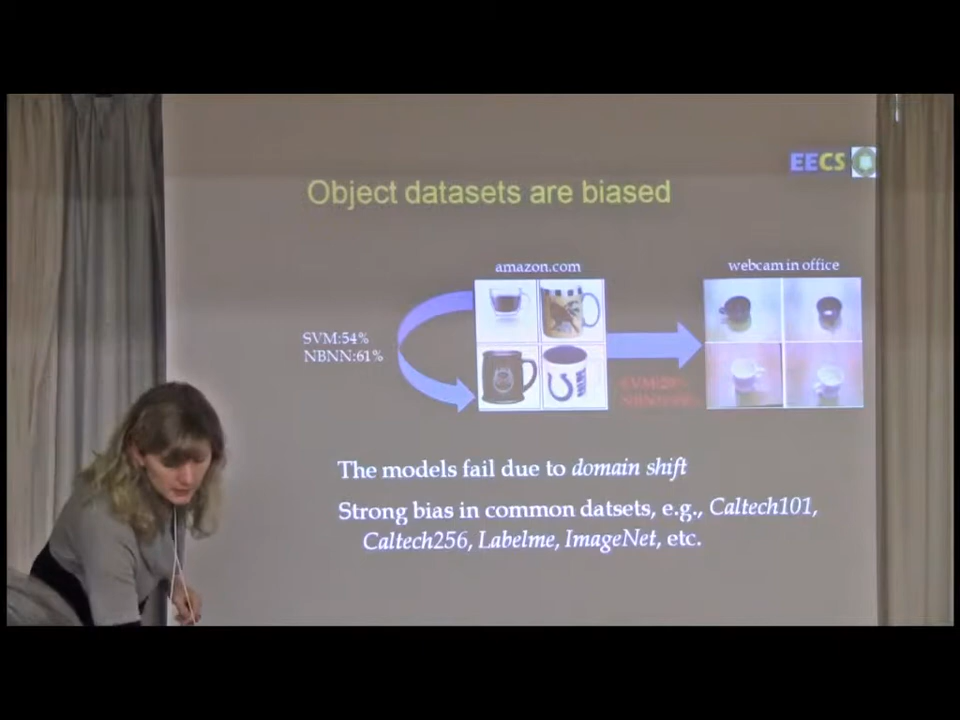 EECS
Object datasets are biased
amazon.com
webcam in office
SVM:54%
NBNN:61%
The models fail due to domain shift
Strong bias in common datsets, e.g., Caltech101,
Caltech256, Labelme, ImageNet, etc.